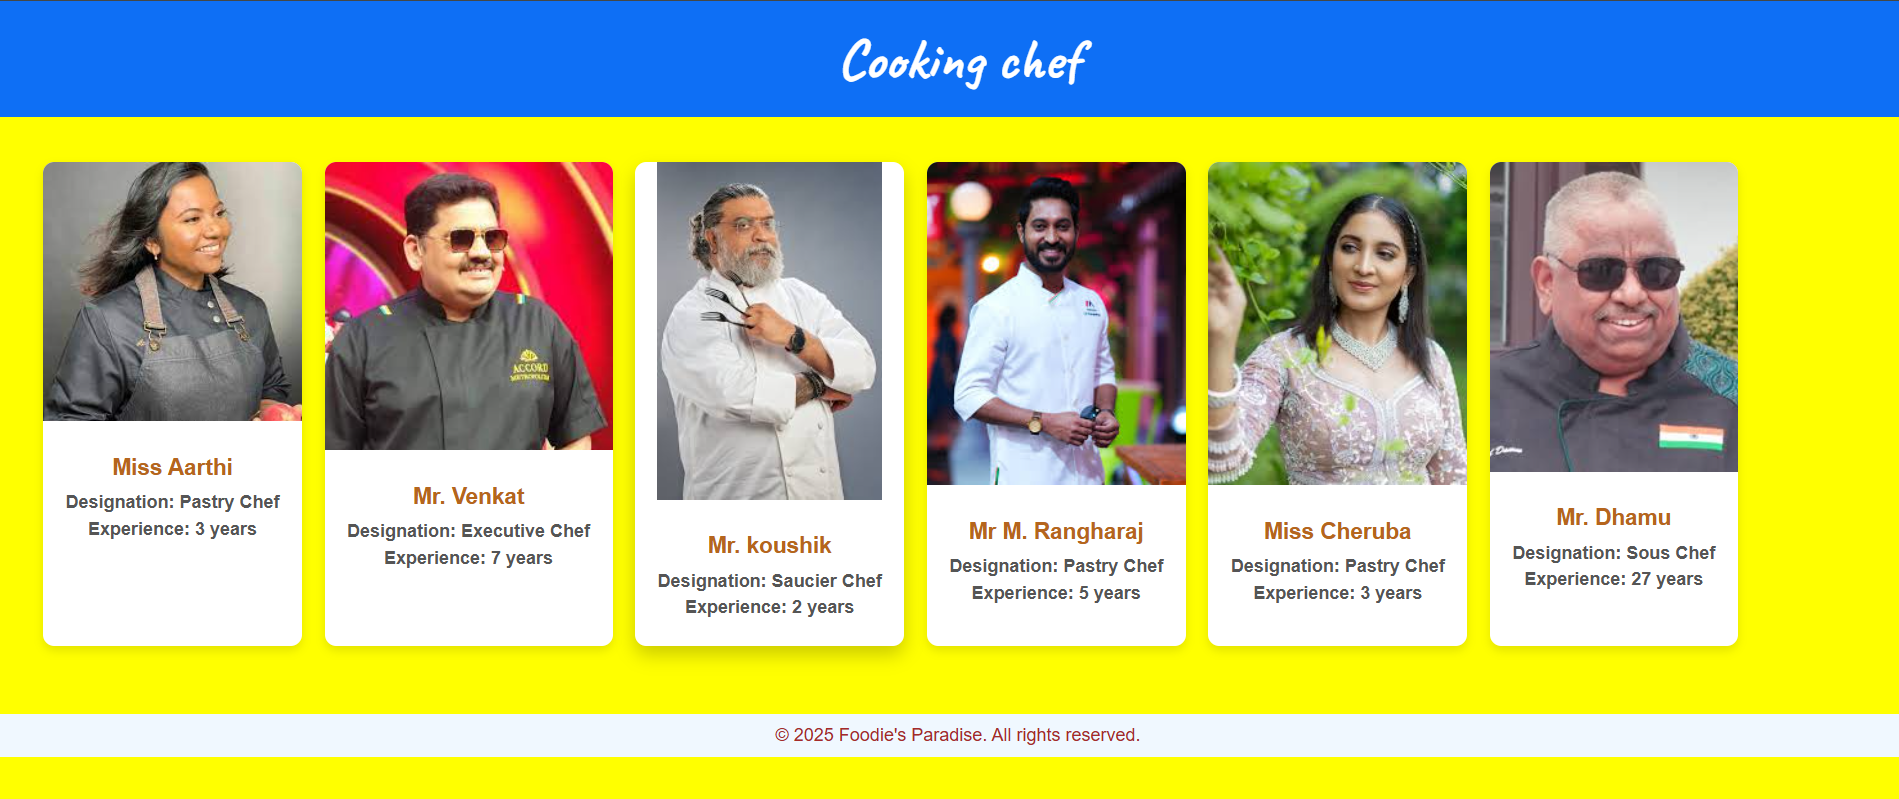 Cooking chef
ACCORD
METROPOLITAN
Miss Aarthi
Designation: Pastry Chef
Experience: 3 years
Mr. Venkat
Designation: Executive Chef
Experience: 7 years
Mr. koushik
Designation: Saucier Chef
Experience: 2 years
Mr M. Rangharaj
Designation: Pastry Chef
Experience: 5 years
Miss Cheruba
Designation: Pastry Chef
Experience: 3 years
Mr. Dhamu
Designation: Sous Chef
Experience: 27 years
© 2025 Foodie's Paradise. All rights reserved.